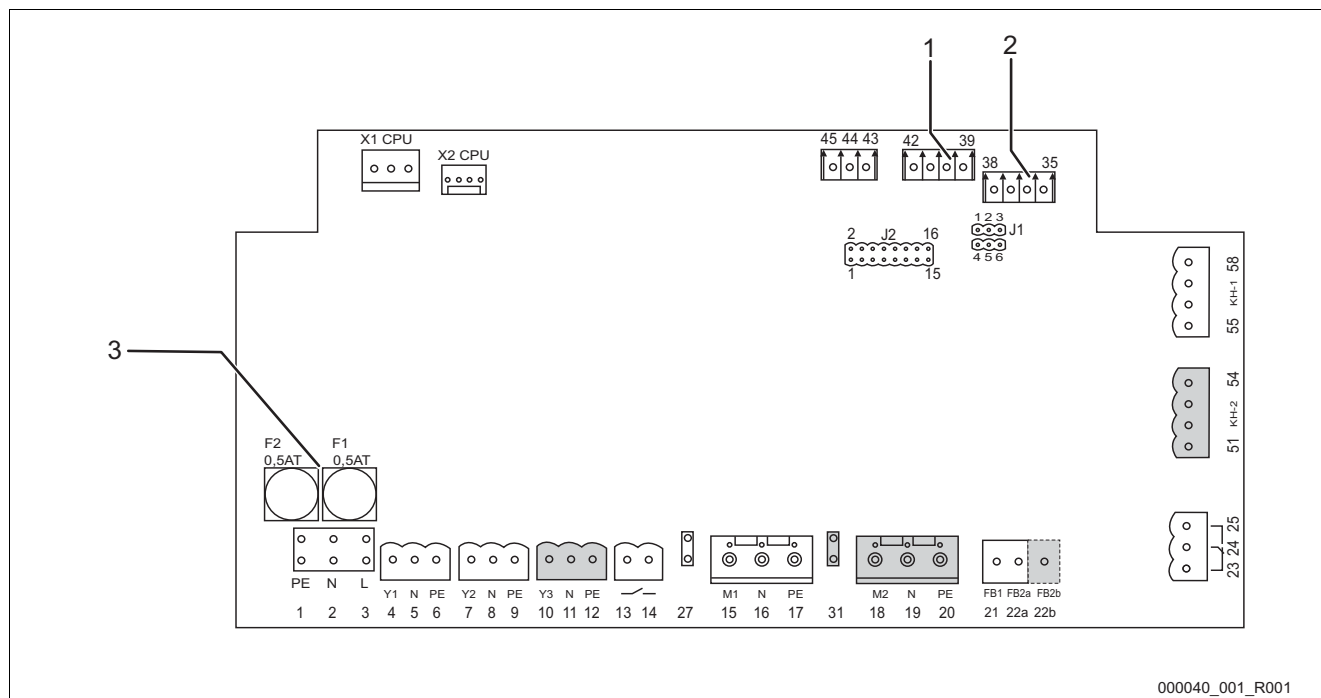 1 2
X1 CPU
X2 CPU
45 44 43
42 39
38 35
1 2 3
J1
4 5 6
2 J2 16
1 15
58
KH-1
55
3
54
KH-2
51
F2 F1
0,5AT 0,5AT
25
24
23
PE N L
Y1 N PE Y2 N PE Y3 N PE M1 N PE M2 N PE FB1 FB2a FB2b
1 2 3 4 5 6 7 8 9 10 11 12 13 14 27 15 16 17 31 18 19 20 21 22a 22b
000040_001_R001